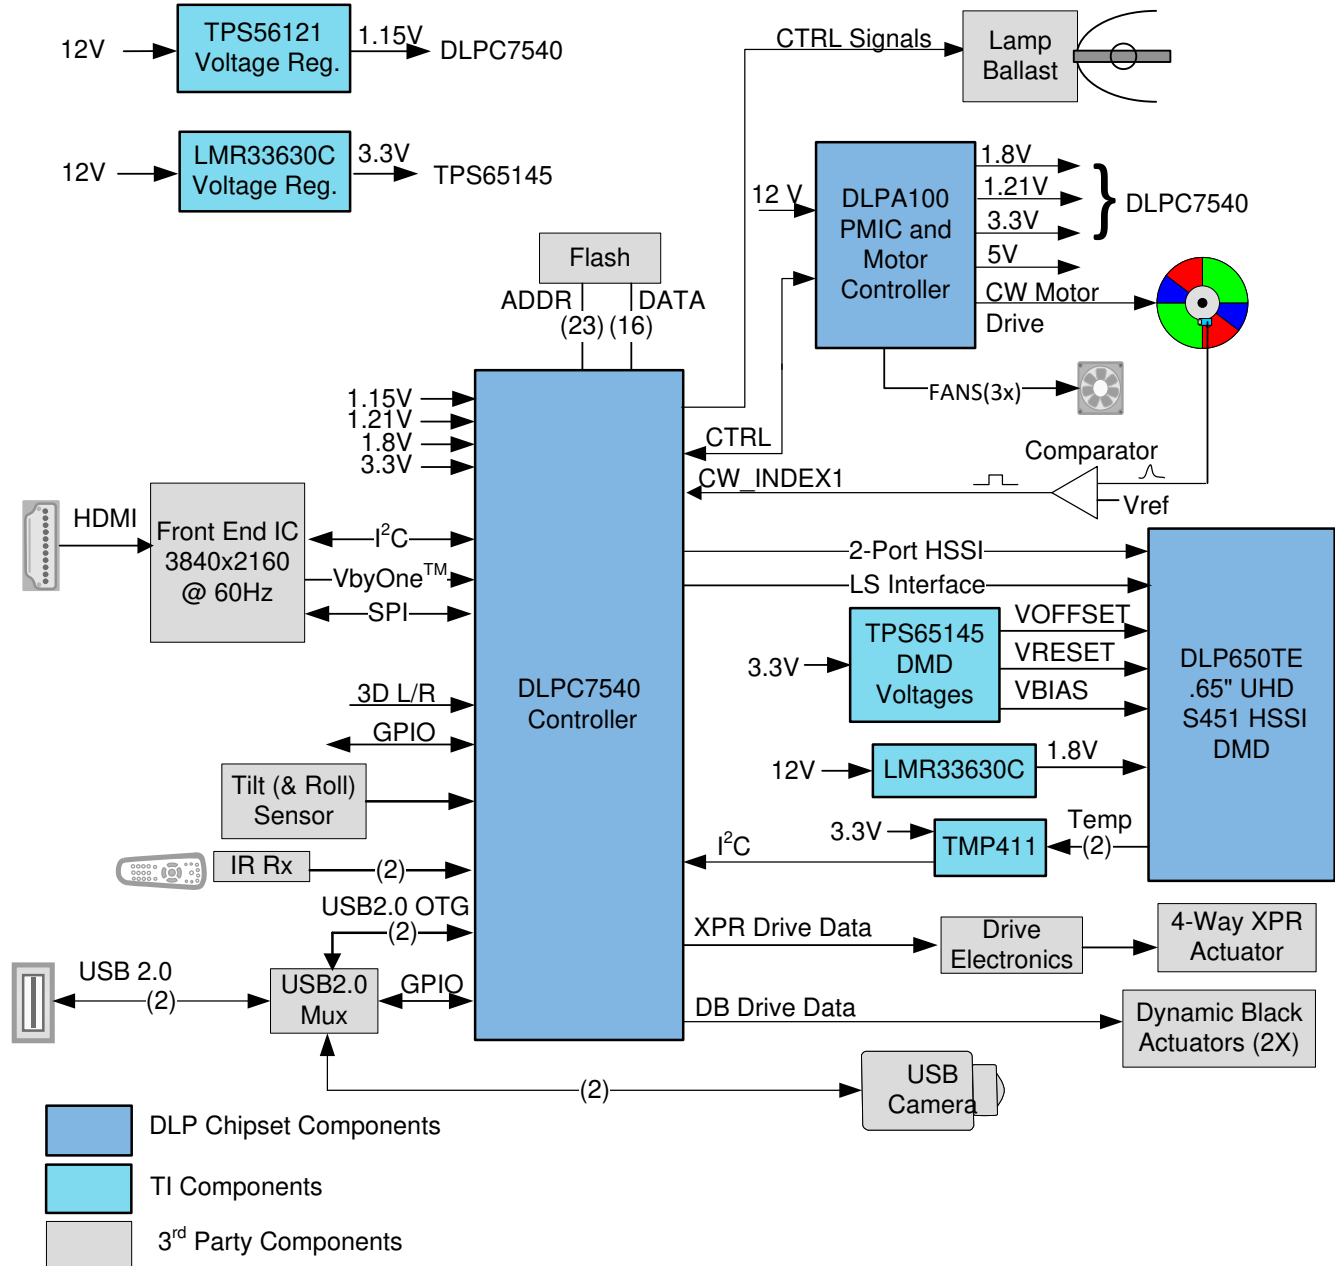 12V
TPS56121
Voltage Reg.
1.15V
DLPC7540
12V
LMR33630C
Voltage Reg.
3.3V
TPS65145
CTRL Signals
Lamp
Ballast
12 V
DLPA100
PMIC and
Motor
Controller
1.8V
1.21V
3.3V
5V
DLPC7540
CW Motor
Drive
FANS(3x)
Flash
ADDR
DATA
(23)
(16)
1.15V
1.21V
1.8V
3.3V
CTRL
CW_INDEX1
Comparator
Vref
HDMI
Front End IC
3840x2160
@ 60Hz
I²C
VbyOne™
SPI
2-Port HSSI
LS Interface
DLPC7540
Controller
3.3V
TPS65145
DMD
Voltages
VOFFSET
VRESET
VBIAS
DLP650TE
.65" UHD
S451 HSSI
DMD
12V
LMR33630C
1.8V
3D L/R
GPIO
Tilt (& Roll)
Sensor
I²C
3.3V
TMP411
Temp
(2)
IR Rx
(2)
USB2.0 OTG
(2)
USB 2.0
(2)
USB2.0
Mux
GPIO
XPR Drive Data
Drive
Electronics
4-Way XPR
Actuator
DB Drive Data
Dynamic Black
Actuators (2X)
(2)
USB
Camera
DLP Chipset Components
TI Components
3rd Party Components